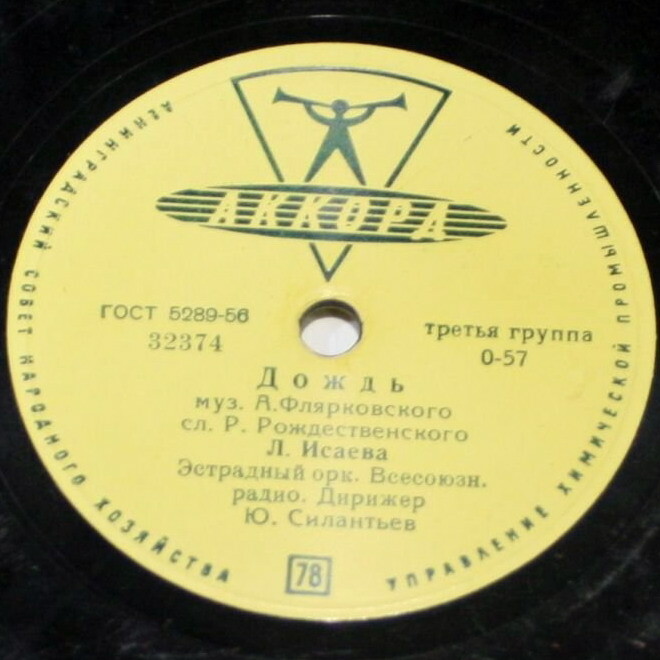 ЛЕНИНГРАДСКИЙ СОВЕТ НАРОДНОГО ХОЗЯЙСТВА
УПРАВЛЕНИЕ ХИМИЧЕСКОЙ ПРОМЫШЛЕННОСТИ
АККОРД
ГОСТ 5289-56
32374
третья группа
0-57
Дождь
муз. А.Флярковского
сл. Р. Рождественского
Л. Исаева
Эстрадный орк. Всесоюзн.
радио. Дирижер
Ю. Силантьев
78